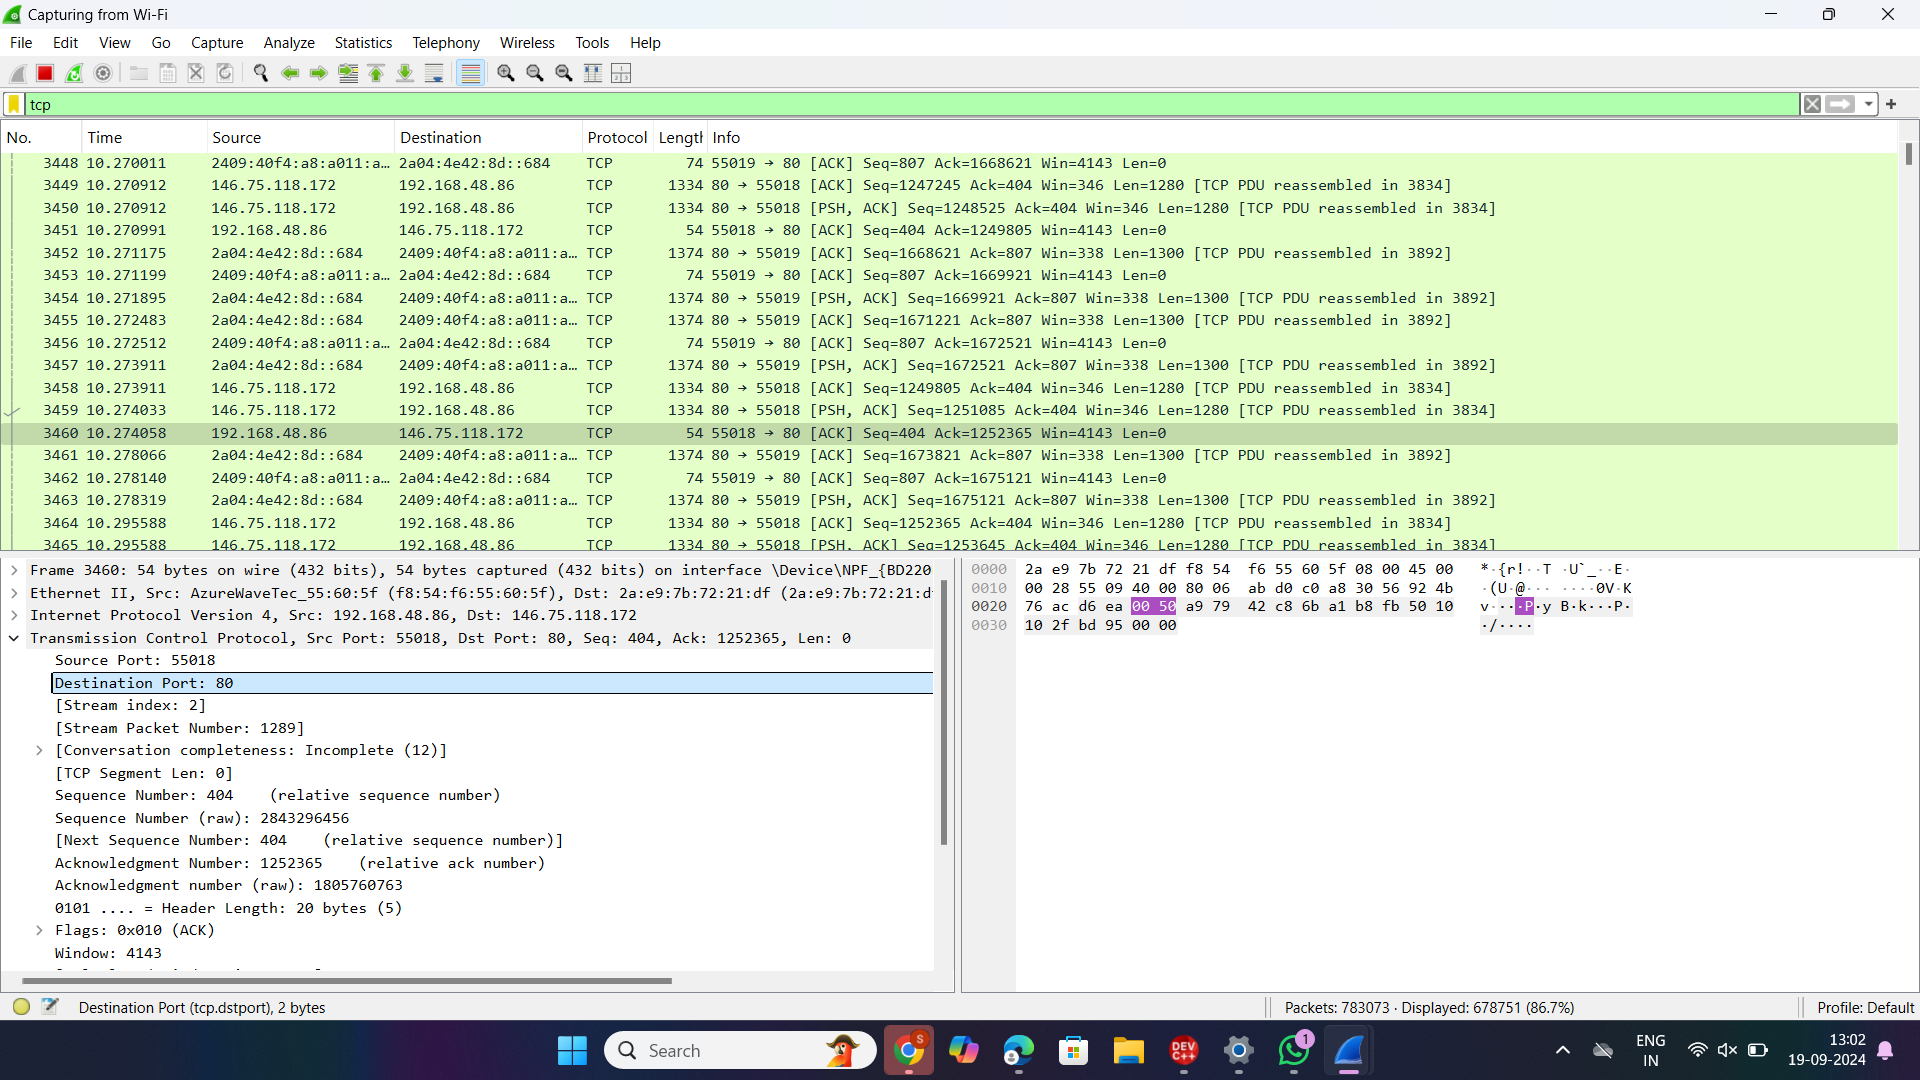 Capturing from Wi-Fi
File Edit View Go Capture Analyze Statistics Telephony Wireless Tools Help
tcp
No. Time Source Destination Protocol Length Info
3448 10.270011 2409:40f4:a8:a011:a… 2a04:4e42:8d::684 TCP 74 55019 → 80 [ACK] Seq=807 Ack=1668621 Win=4143 Len=0
3449 10.270912 146.75.118.172 192.168.48.86 TCP 1334 80 → 55018 [ACK] Seq=1247245 Ack=404 Win=346 Len=1280 [TCP PDU reassembled in 3834]
3450 10.270912 146.75.118.172 192.168.48.86 TCP 1334 80 → 55018 [PSH, ACK] Seq=1248525 Ack=404 Win=346 Len=1280 [TCP PDU reassembled in 3834]
3451 10.270991 192.168.48.86 146.75.118.172 TCP 54 55018 → 80 [ACK] Seq=404 Ack=1249805 Win=4143 Len=0
3452 10.271175 2a04:4e42:8d::684 2409:40f4:a8:a011:a… TCP 1374 80 → 55019 [ACK] Seq=1668621 Ack=807 Win=338 Len=1300 [TCP PDU reassembled in 3892]
3453 10.271199 2409:40f4:a8:a011:a… 2a04:4e42:8d::684 TCP 74 55019 → 80 [ACK] Seq=807 Ack=1669921 Win=4143 Len=0
3454 10.271895 2a04:4e42:8d::684 2409:40f4:a8:a011:a… TCP 1374 80 → 55019 [PSH, ACK] Seq=1669921 Ack=807 Win=338 Len=1300 [TCP PDU reassembled in 3892]
3455 10.272483 2a04:4e42:8d::684 2409:40f4:a8:a011:a… TCP 1374 80 → 55019 [ACK] Seq=1671221 Ack=807 Win=338 Len=1300 [TCP PDU reassembled in 3892]
3456 10.272512 2409:40f4:a8:a011:a… 2a04:4e42:8d::684 TCP 74 55019 → 80 [ACK] Seq=807 Ack=1672521 Win=4143 Len=0
3457 10.273911 2a04:4e42:8d::684 2409:40f4:a8:a011:a… TCP 1374 80 → 55019 [PSH, ACK] Seq=1672521 Ack=807 Win=338 Len=1300 [TCP PDU reassembled in 3892]
3458 10.273911 146.75.118.172 192.168.48.86 TCP 1334 80 → 55018 [ACK] Seq=1249805 Ack=404 Win=346 Len=1280 [TCP PDU reassembled in 3834]
3459 10.274033 146.75.118.172 192.168.48.86 TCP 1334 80 → 55018 [PSH, ACK] Seq=1251085 Ack=404 Win=346 Len=1280 [TCP PDU reassembled in 3834]
3460 10.274058 192.168.48.86 146.75.118.172 TCP 54 55018 → 80 [ACK] Seq=404 Ack=1252365 Win=4143 Len=0
3461 10.278066 2a04:4e42:8d::684 2409:40f4:a8:a011:a… TCP 1374 80 → 55019 [ACK] Seq=1673821 Ack=807 Win=338 Len=1300 [TCP PDU reassembled in 3892]
3462 10.278140 2409:40f4:a8:a011:a… 2a04:4e42:8d::684 TCP 74 55019 → 80 [ACK] Seq=807 Ack=1675121 Win=4143 Len=0
3463 10.278319 2a04:4e42:8d::684 2409:40f4:a8:a011:a… TCP 1374 80 → 55019 [PSH, ACK] Seq=1675121 Ack=807 Win=338 Len=1300 [TCP PDU reassembled in 3892]
3464 10.295588 146.75.118.172 192.168.48.86 TCP 1334 80 → 55018 [ACK] Seq=1252365 Ack=404 Win=346 Len=1280 [TCP PDU reassembled in 3834]
3465 10.295588 146.75.118.172 192.168.48.86 TCP 1334 80 → 55018 [PSH, ACK] Seq=1253645 Ack=404 Win=346 Len=1280 [TCP PDU reassembled in 3834]
Frame 3460: 54 bytes on wire (432 bits), 54 bytes captured (432 bits) on interface \Device\NPF_{BD220
Ethernet II, Src: AzureWaveTec_55:60:5f (f8:54:f6:55:60:5f), Dst: 2a:e9:7b:72:21:df (2a:e9:7b:72:21:d
Internet Protocol Version 4, Src: 192.168.48.86, Dst: 146.75.118.172
Transmission Control Protocol, Src Port: 55018, Dst Port: 80, Seq: 404, Ack: 1252365, Len: 0
Source Port: 55018
Destination Port: 80
[Stream index: 2]
[Stream Packet Number: 1289]
[Conversation completeness: Incomplete (12)]
[TCP Segment Len: 0]
Sequence Number: 404 (relative sequence number)
Sequence Number (raw): 2843296456
[Next Sequence Number: 404 (relative sequence number)]
Acknowledgment Number: 1252365 (relative ack number)
Acknowledgment number (raw): 1805760763
0101 .... = Header Length: 20 bytes (5)
Flags: 0x010 (ACK)
Window: 4143
0000 2a e9 7b 72 21 df f8 54 f6 55 60 5f 08 00 45 00 *·{r!··T ·U`_··E·
0010 00 28 55 09 40 00 80 06 ab d0 c0 a8 30 56 92 4b ·(U·@··· ····0V·K
0020 76 ac d6 ea 00 50 a9 79 42 c8 6b a1 b8 fb 50 10 v····P·y B·k···P·
0030 10 2f bd 95 00 00 ·/····
Destination Port (tcp.dstport), 2 bytes
Packets: 783073 · Displayed: 678751 (86.7%)
Profile: Default
Search
S
DEV
C++
1
ENG
IN
13:02
19-09-2024